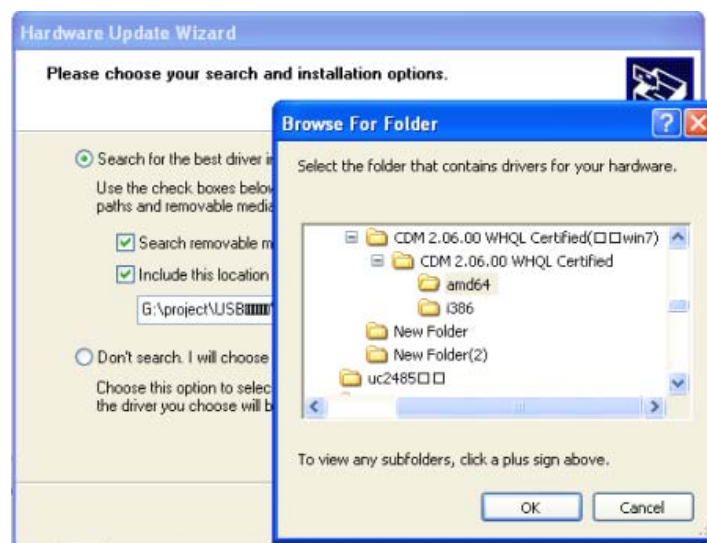 Hardware Update Wizard
Please choose your search and installation options.
Browse For Folder
Select the folder that contains drivers for your hardware.
Search for the best driver
Use the check boxes below
paths and removable media
Search removable
Include this location
G:\project\USB
Don't search. I will choose
Choose this option to
the driver you choose will
CDM 2.06.00 WHQL Certified(□□win7)
CDM 2.06.00 WHQL Certified
amd64
i386
New Folder
New Folder(2)
uc2485□□
To view any subfolders, click a plus sign above.
OK
Cancel